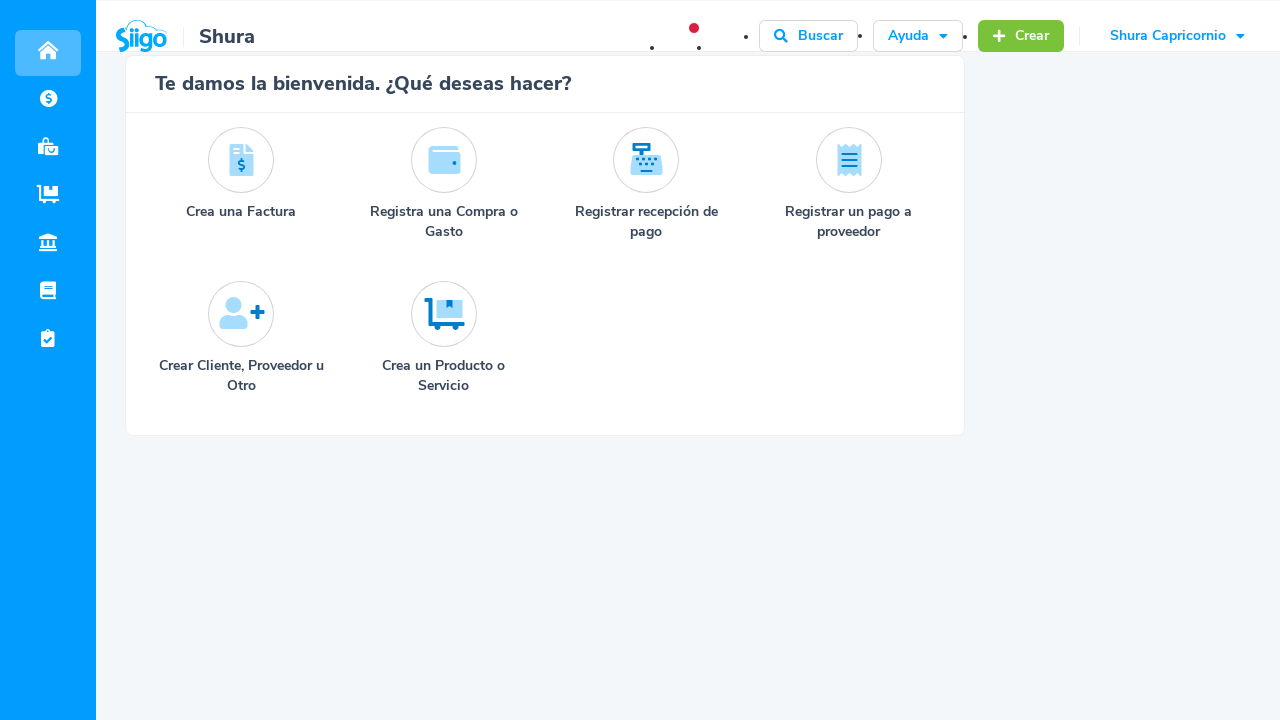 Siigo Shura Buscar Ayuda Crear Shura Capricornio
Te damos la bienvenida. ¿Qué deseas hacer?
Crea una Factura
Registra una Compra o
Gasto
Registrar recepción de
pago
Registrar un pago a
proveedor
Crear Cliente, Proveedor u
Otro
Crea un Producto o
Servicio